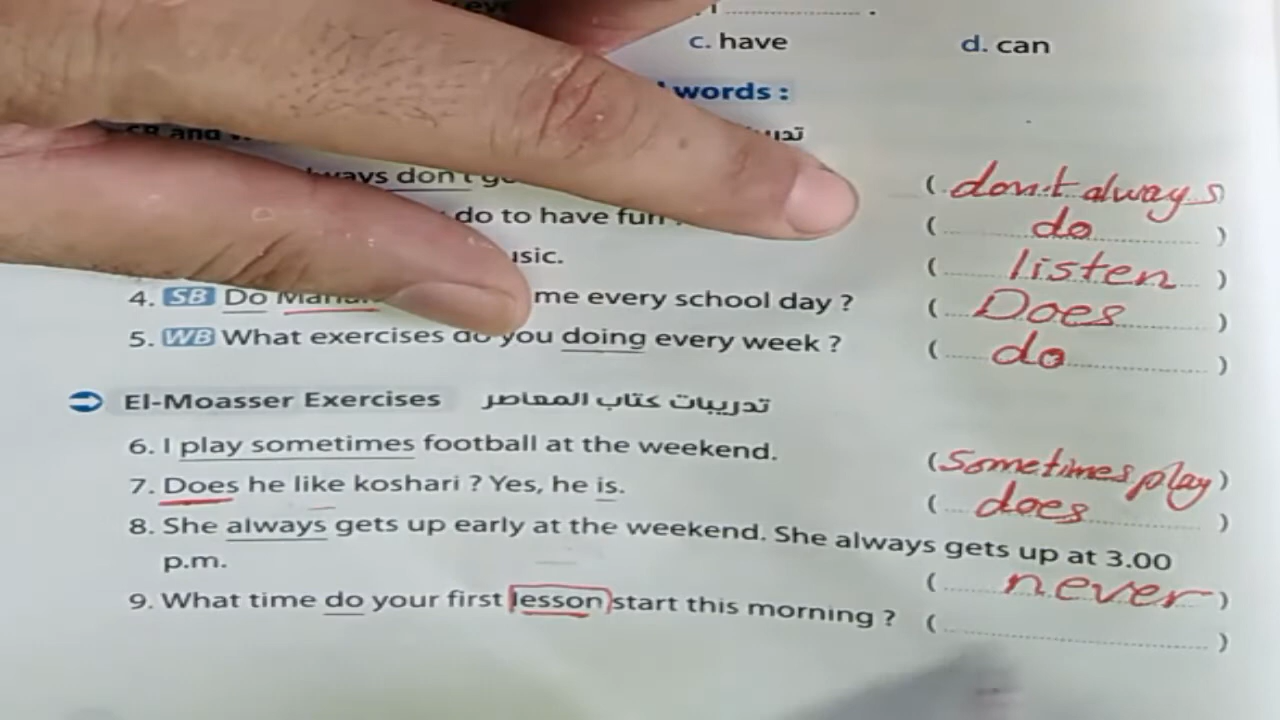 c. have d. can
words :
don't (don't always)
do to have fun (do)
usic. (listen)
4. SB Do me every school day ? (Does)
5. WB What exercises do you doing every week ? (do)
El-Moasser Exercises تدريبات كتاب المعاصر
6. I play sometimes football at the weekend. (Sometimes play)
7. Does he like koshari ? Yes, he is. (does)
8. She always gets up early at the weekend. She always gets up at 3.00
p.m. (never)
9. What time do your first lesson start this morning ? ( )